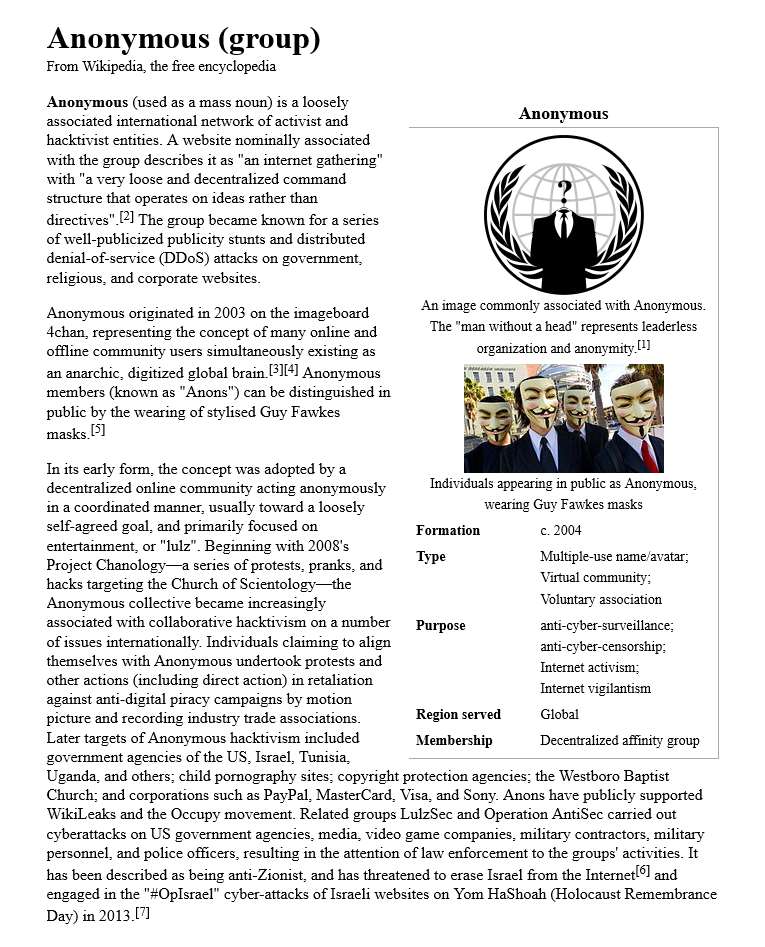 Anonymous (group)
From Wikipedia, the free encyclopedia
Anonymous (used as a mass noun) is a loosely
associated international network of activist and
hacktivist entities. A website nominally associated
with the group describes it as "an internet gathering"
with "a very loose and decentralized command
structure that operates on ideas rather than
directives".[2] The group became known for a series
of well-publicized publicity stunts and distributed
denial-of-service (DDoS) attacks on government,
religious, and corporate websites.
Anonymous originated in 2003 on the imageboard
4chan, representing the concept of many online and
offline community users simultaneously existing as
an anarchic, digitized global brain.[3][4] Anonymous
members (known as "Anons") can be distinguished in
public by the wearing of stylised Guy Fawkes
masks.[5]
In its early form, the concept was adopted by a
decentralized online community acting anonymously
in a coordinated manner, usually toward a loosely
self-agreed goal, and primarily focused on
entertainment, or "lulz". Beginning with 2008's
Project Chanology—a series of protests, pranks, and
hacks targeting the Church of Scientology—the
Anonymous collective became increasingly
associated with collaborative hacktivism on a number
of issues internationally. Individuals claiming to align
themselves with Anonymous undertook protests and
other actions (including direct action) in retaliation
against anti-digital piracy campaigns by motion
picture and recording industry trade associations.
Later targets of Anonymous hacktivism included
government agencies of the US, Israel, Tunisia,
Uganda, and others; child pornography sites; copyright protection agencies; the Westboro Baptist
Church; and corporations such as PayPal, MasterCard, Visa, and Sony. Anons have publicly supported
WikiLeaks and the Occupy movement. Related groups LulzSec and Operation AntiSec carried out
cyberattacks on US government agencies, media, video game companies, military contractors, military
personnel, and police officers, resulting in the attention of law enforcement to the groups' activities. It
has been described as being anti-Zionist, and has threatened to erase Israel from the Internet[6] and
engaged in the "#OpIsrael" cyber-attacks of Israeli websites on Yom HaShoah (Holocaust Remembrance
Day) in 2013.[7]
Anonymous
?
An image commonly associated with Anonymous.
The "man without a head" represents leaderless
organization and anonymity.[1]
Individuals appearing in public as Anonymous,
wearing Guy Fawkes masks
Formation c. 2004
Type Multiple-use name/avatar;
Virtual community;
Voluntary association
Purpose anti-cyber-surveillance;
anti-cyber-censorship;
Internet activism;
Internet vigilantism
Region served Global
Membership Decentralized affinity group